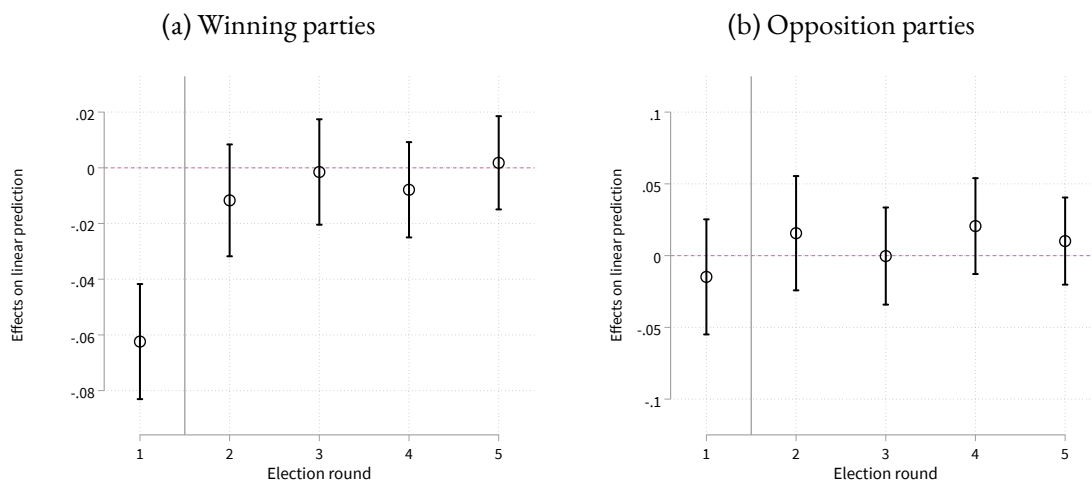 (a) Winning parties
Effects on linear prediction
.02
0
-.02
-.04
-.06
-.08
1 2 3 4 5
Election round
(b) Opposition parties
Effects on linear prediction
.1
.05
0
-.05
-.1
1 2 3 4 5
Election round